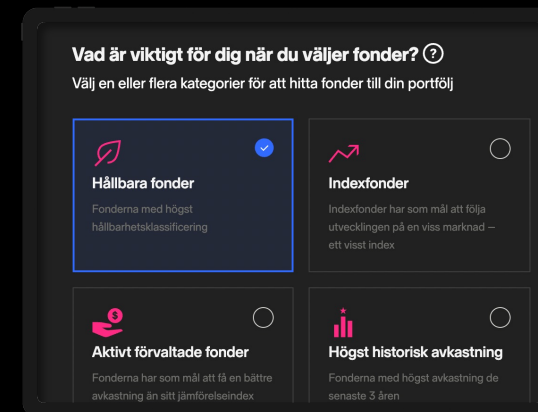 Vad är viktigt för dig när du väljer fonder? ?
Välj en eller flera kategorier för att hitta fonder till din portfölj
Hållbara fonder
Fonderna med högst
hållbarhetsklassificering
Indexfonder
Indexfonder har som mål att följa
utvecklingen på en viss marknad –
ett visst index
$
Aktivt förvaltade fonder
Fonderna har som mål att få en bättre
avkastning än sitt jämförelseindex
Högst historisk avkastning
Fonderna med högst avkastning de
senaste 3 åren